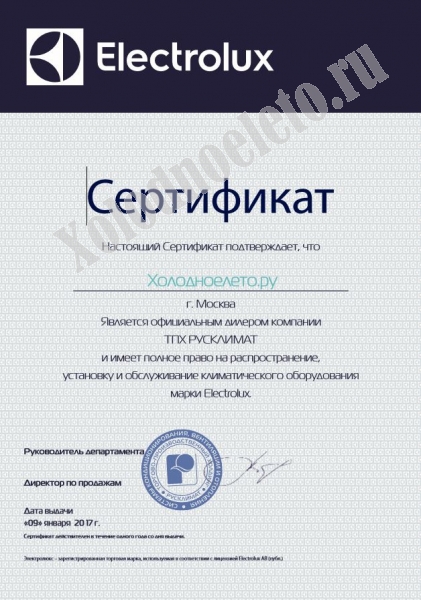 Electrolux
Xolodnoeleto.ru
Сертификат
Настоящий Сертификат подтверждает, что
Холодноелето.ру
г. Москва
Является официальным дилером компании
ТПХ РУСКЛИМАТ
и имеет полное право на распространение,
установку и обслуживание климатического оборудования
марки Electrolux.
Руководитель департамента
Директор по продажам
РУСКЛИМАТ
Дата выдачи
«09» января 2017 г.
Сертификат действителен в течение одного года со дня выдачи.
Электролюкс - зарегистрированная торговая марка, используемая в соответствии с лицензией Electrolux AB (публ.)